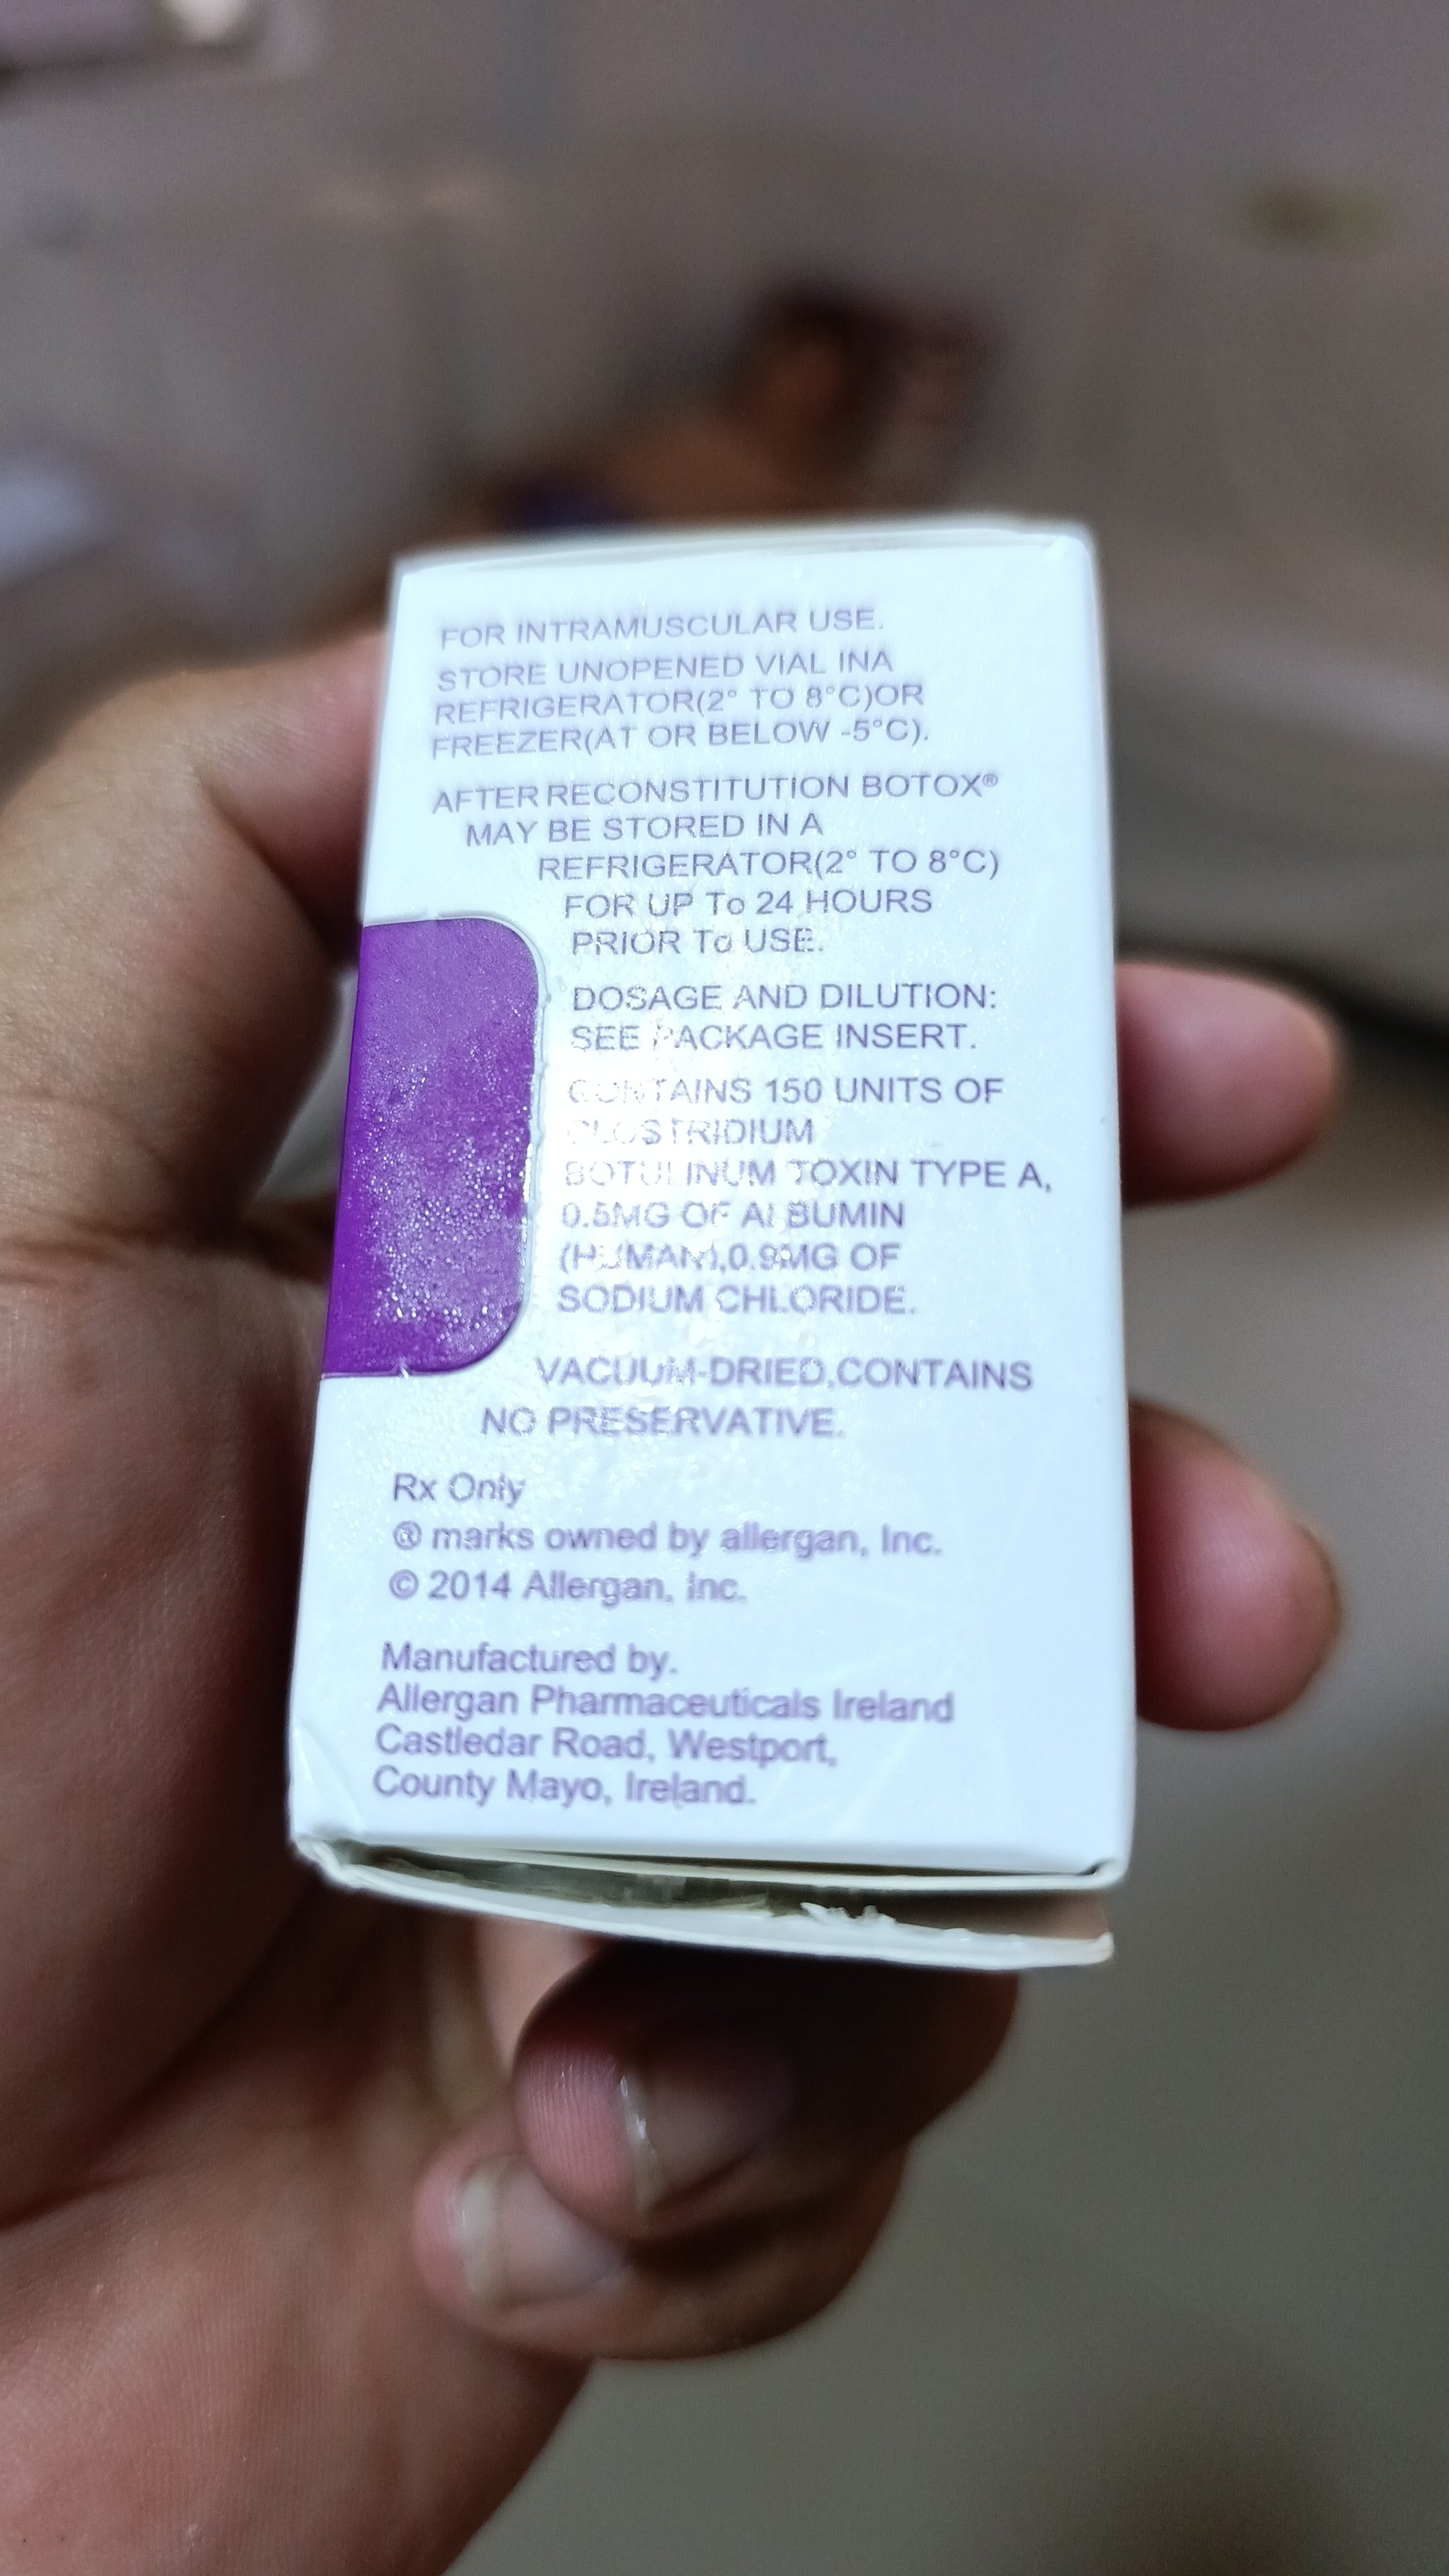 FOR INTRAMUSCULAR USE.
STORE UNOPENED VIAL INA
REFRIGERATOR(2° TO 8°C)OR
FREEZER(AT OR BELOW -5°C).
AFTER RECONSTITUTION BOTOX®
MAY BE STORED IN A
REFRIGERATOR(2° TO 8°C)
FOR UP To 24 HOURS
PRIOR To USE.
DOSAGE AND DILUTION:
SEE PACKAGE INSERT.
CONTAINS 150 UNITS OF
CLOSTRIDIUM
BOTULINUM TOXIN TYPE A,
0.5MG OF ALBUMIN
(HUMAN),0.9MG OF
SODIUM CHLORIDE.
VACUUM-DRIED,CONTAINS
NO PRESERVATIVE.
Rx Only
® marks owned by allergan, Inc.
© 2014 Allergan, inc.
Manufactured by.
Allergan Pharmaceuticals Ireland
Castledar Road, Westport,
County Mayo, Ireland.